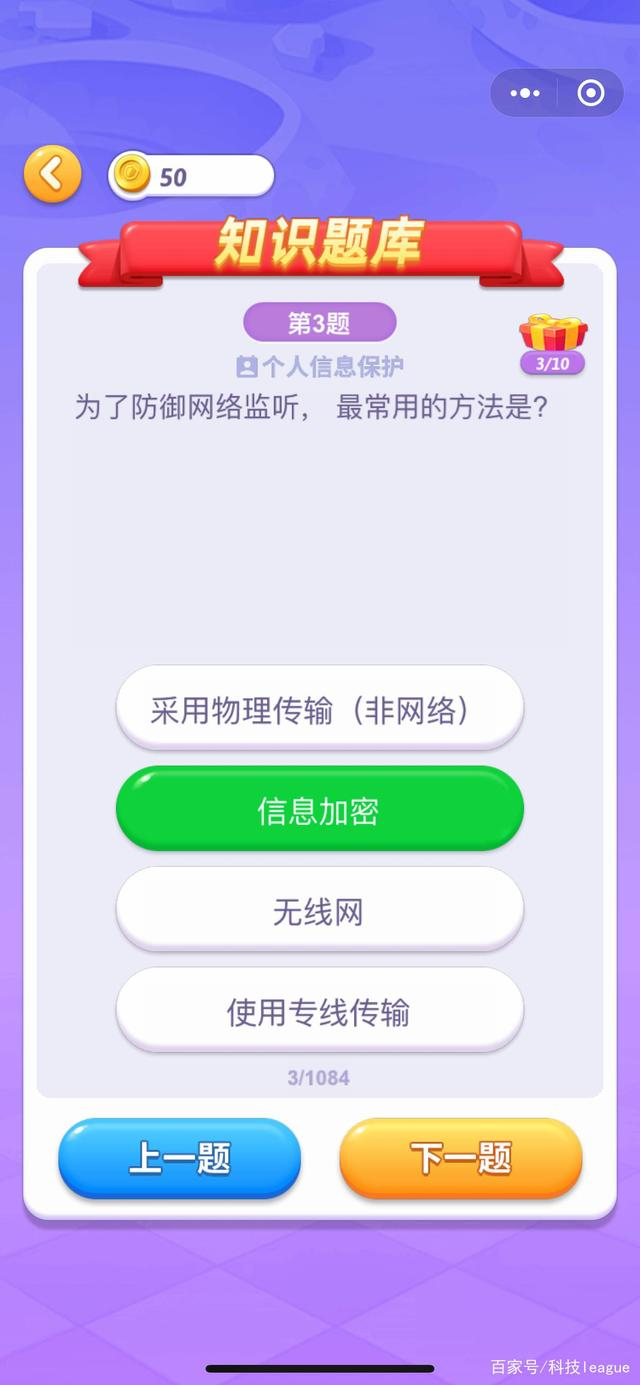 50
知识题库
第3题
个人信息保护
3/10
为了防御网络监听， 最常用的方法是？
采用物理传输（非网络）
信息加密
无线网
使用专线传输
3/1084
上一题
下一题
百家号/科技league